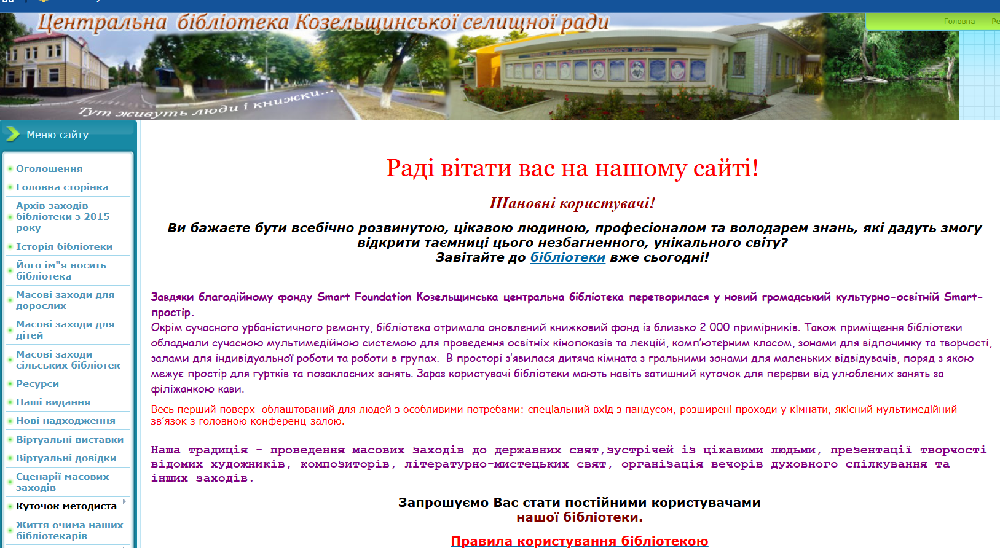 Центральна бібліотека Козельщинської селищної ради
Головна
Тут живуть люди і книжки...
Меню сайту
Оголошення
Головна сторінка
Архів заходів
бібліотеки з 2015
року
Історія бібліотеки
Його ім"я носить
бібліотека
Масові заходи для
дорослих
Масові заходи для
дітей
Масові заходи
сільських бібліотек
Ресурси
Наші видання
Нові надходження
Віртуальні виставки
Віртуальні довідки
Сценарії масових
заходів
Куточок методиста
Життя очима наших
бібліотекарів
Раді вітати вас на нашому сайті!
Шановні користувачі!
Ви бажаєте бути всебічно розвинутою, цікавою людиною, професіоналом та володарем знань, які дадуть змогу
відкрити таємниці цього незбагненного, унікального світу?
Завітайте до бібліотеки вже сьогодні!
Завдяки благодійному фонду Smart Foundation Козельщинська центральна бібліотека перетворилася у новий громадський культурно-освітній Smart-
простір.
Окрім сучасного урбаністичного ремонту, бібліотека отримала оновлений книжковий фонд із близько 2 000 примірників. Також приміщення бібліотеки
обладнали сучасною мультимедійною системою для проведення освітніх кінопоказів та лекцій, комп’ютерним класом, зонами для відпочинку та творчості,
залами для індивідуальної роботи та роботи в групах. В просторі з’явилася дитяча кімната з гральними зонами для маленьких відвідувачів, поряд з якою
межує простір для гуртків та позакласних занять. Зараз користувачі бібліотеки мають навіть затишний куточок для перерви від улюблених занять за
філіжанкою кави.
Весь перший поверх облаштований для людей з особливими потребами: спеціальний вхід з пандусом, розширені проходи у кімнати, якісний мультимедійний
зв’язок з головною конференц-залою.
Наша традиція - проведення масових заходів до державних свят,зустрічей із цікавими людьми, презентації творчості
відомих художників, композиторів, літературно-мистецьких свят, організація вечорів духовного спілкування та
інших заходів.
Запрошуємо Вас стати постійними користувачами
нашої бібліотеки.
Правила користування бібліотекою